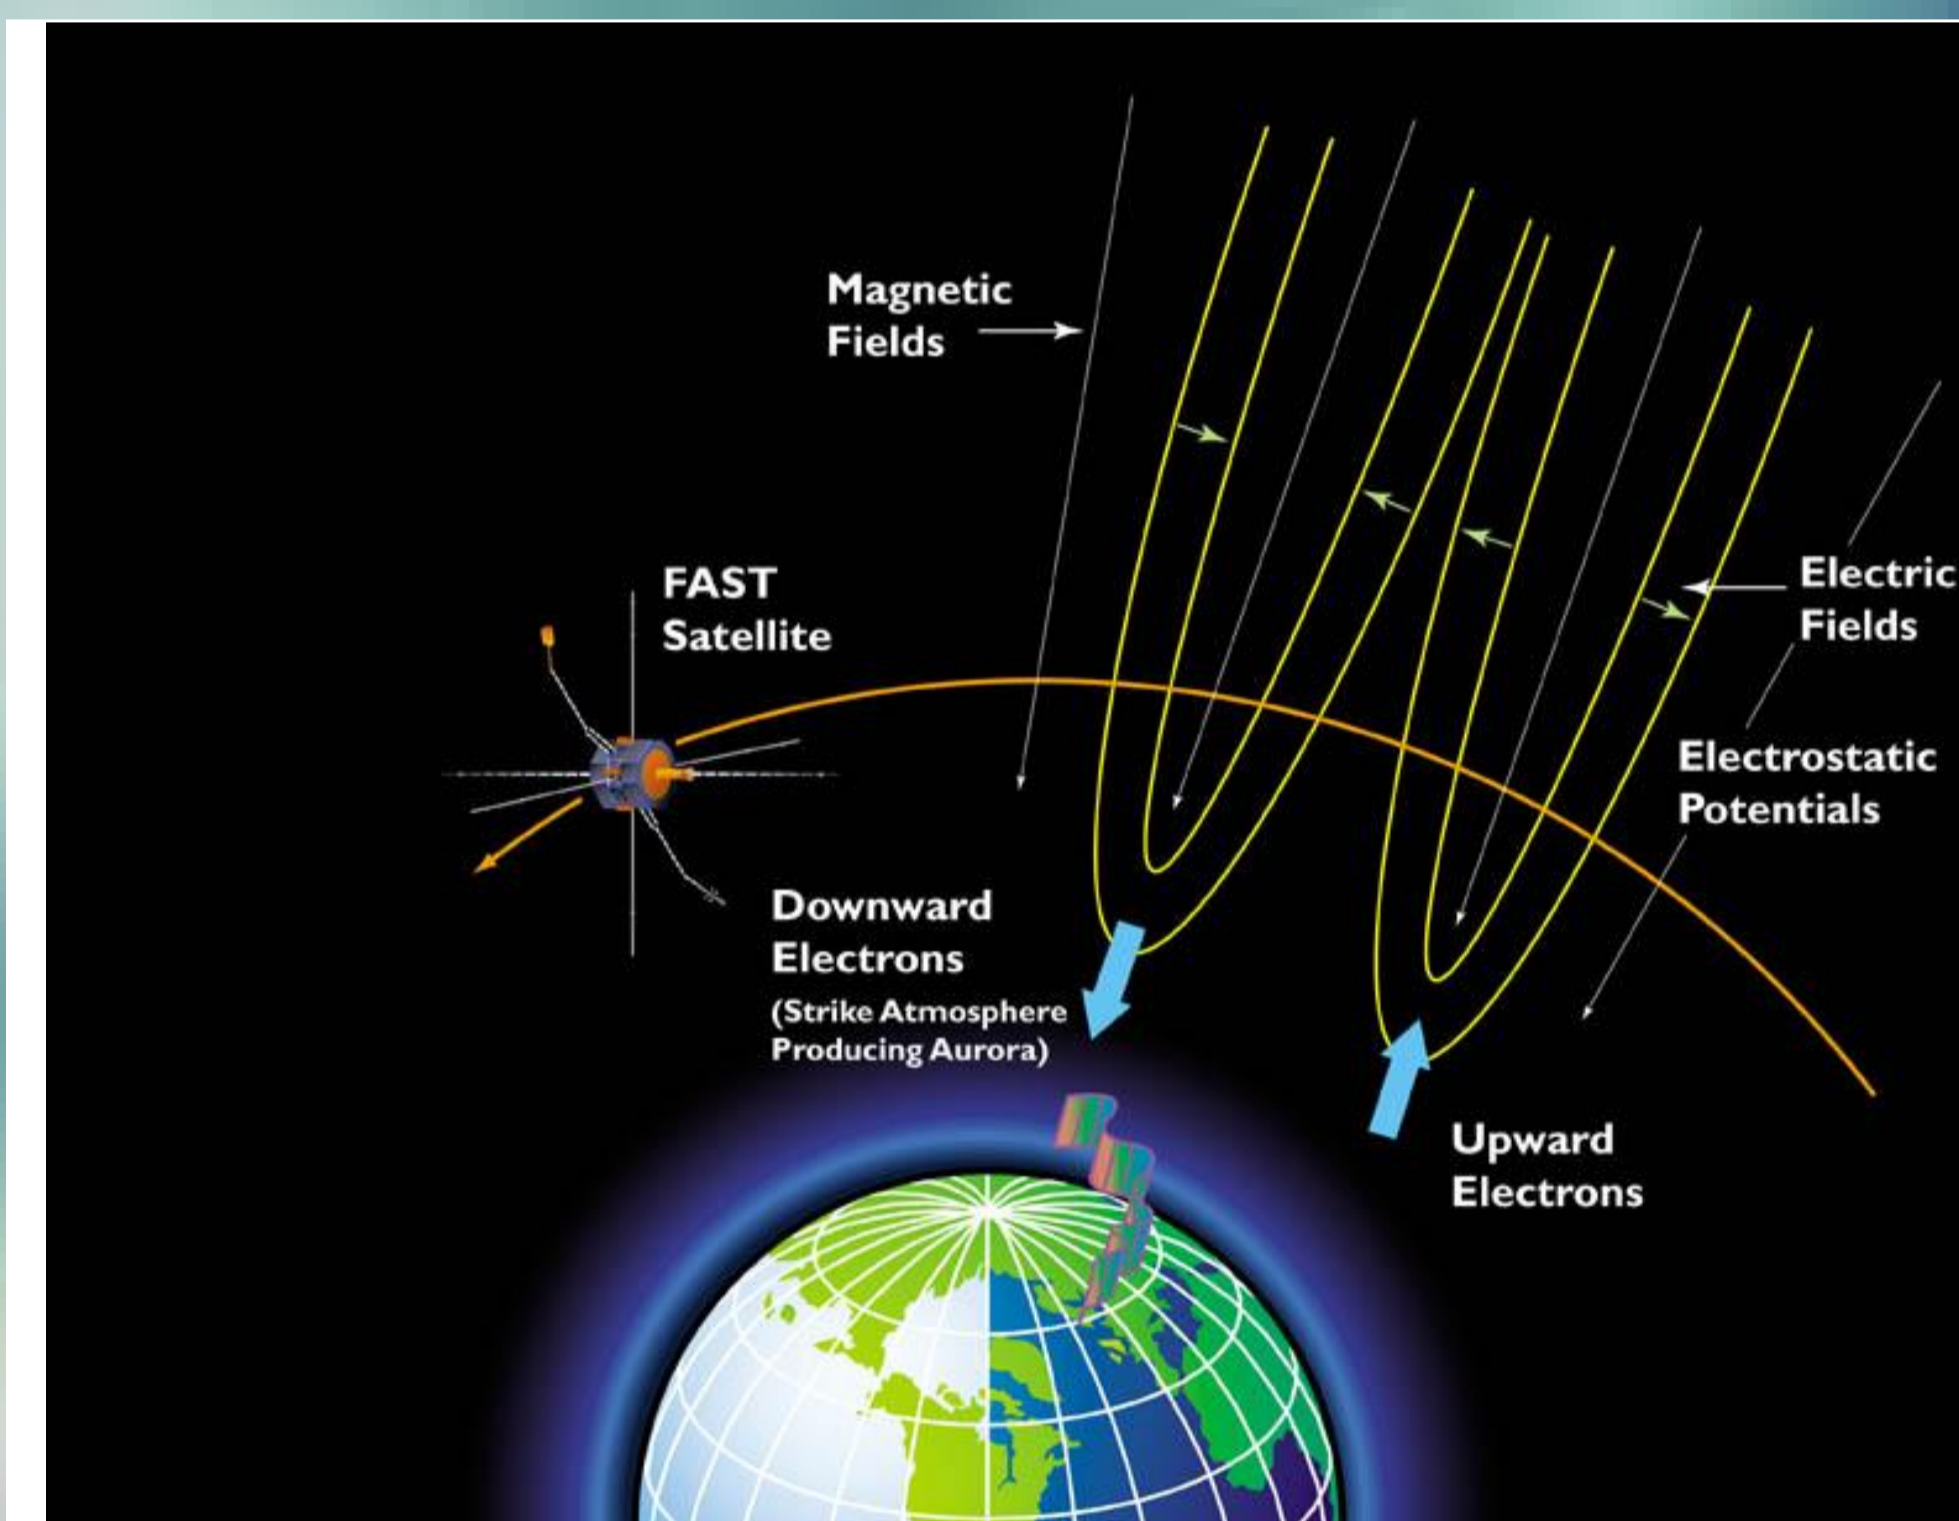 Magnetic
Fields
FAST
Satellite
Electric
Fields
Electrostatic
Potentials
Downward
Electrons
(Strike Atmosphere
Producing Aurora)
Upward
Electrons